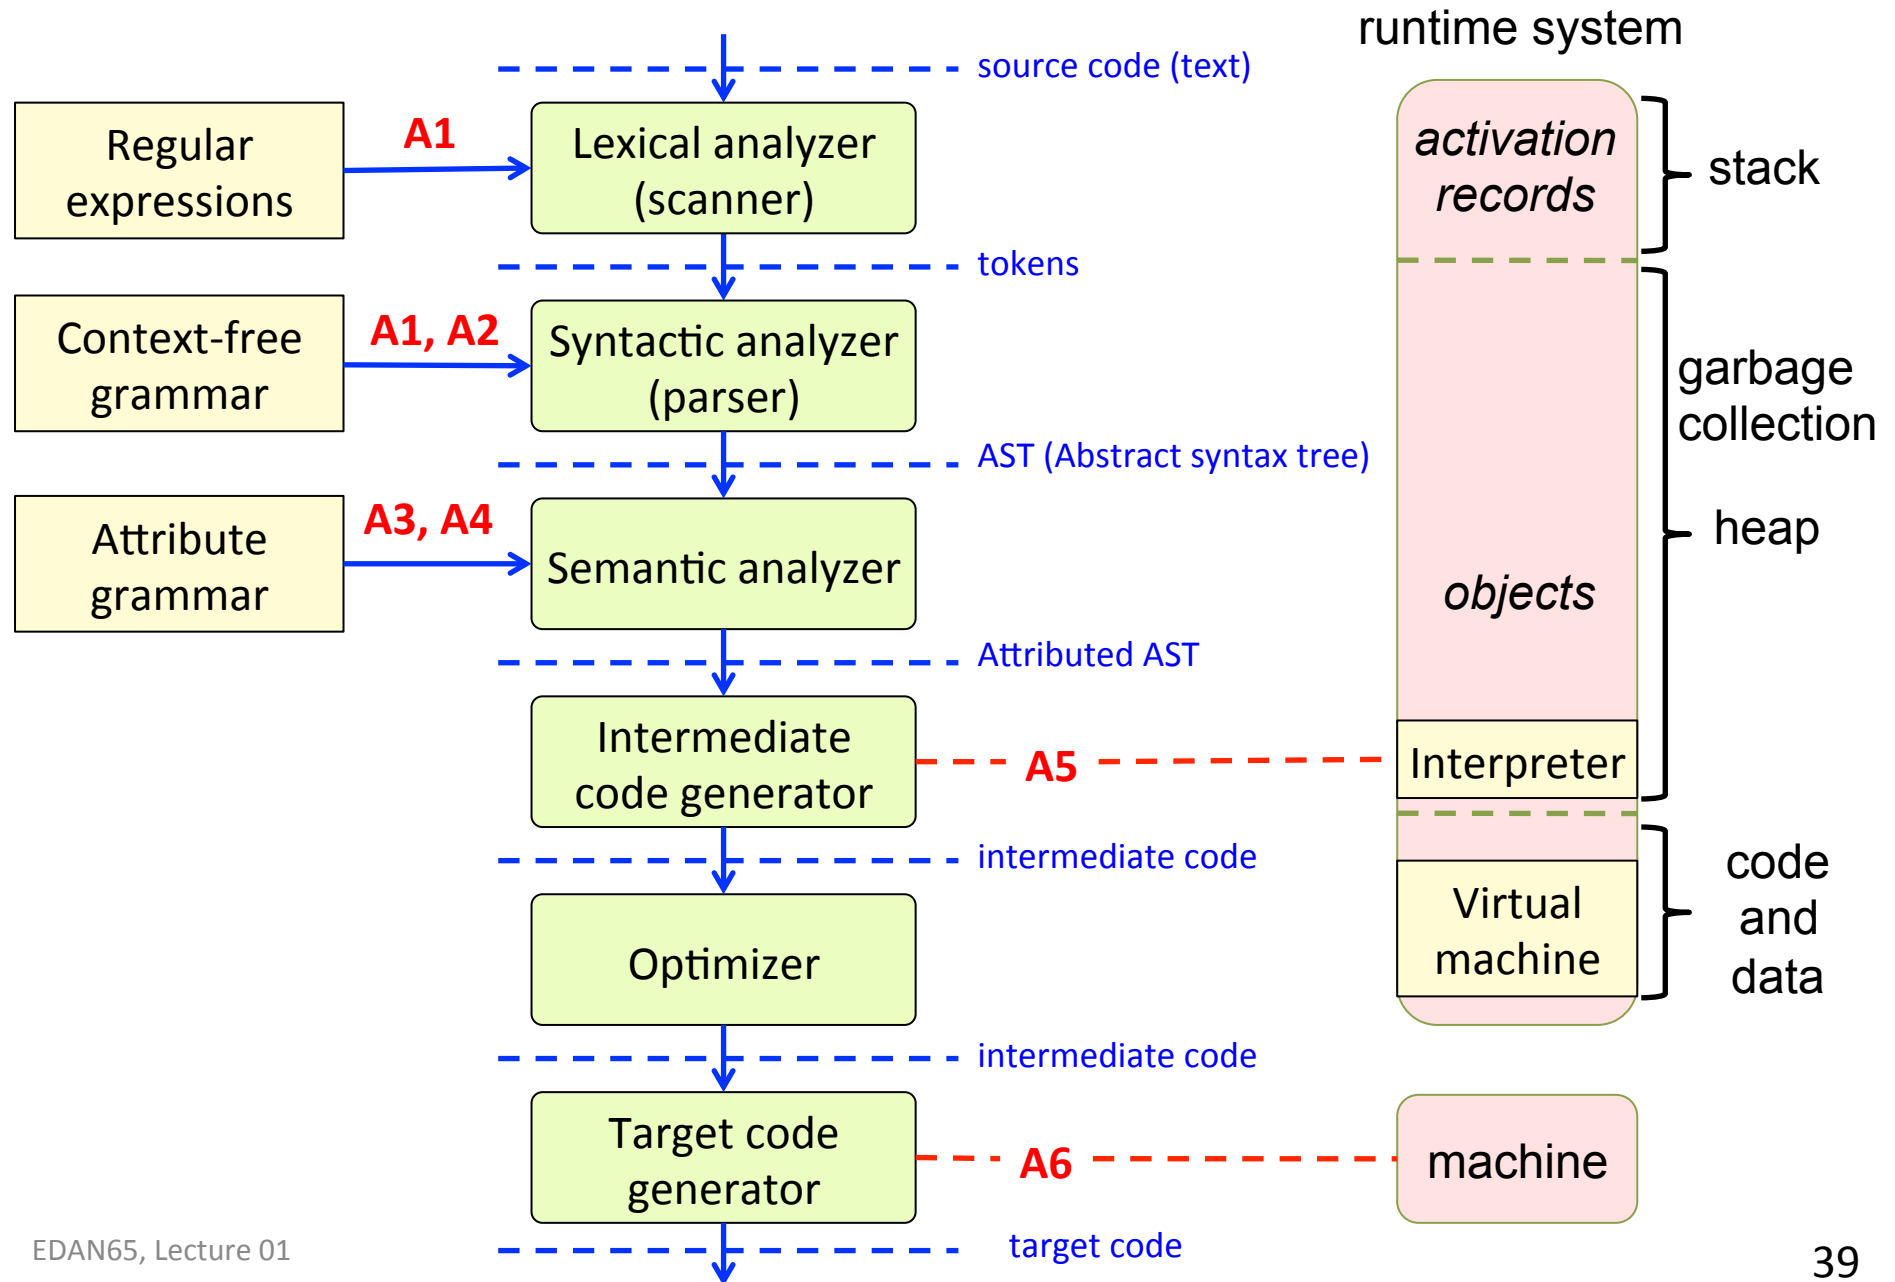 runtime system
source code (text)
Regular
expressions
A1
Lexical analyzer
(scanner)
activation
records
stack
tokens
Context-free
grammar
A1, A2
Syntactic analyzer
(parser)
garbage
collection
AST (Abstract syntax tree)
Attribute
grammar
A3, A4
Semantic analyzer
heap
objects
Attributed AST
Intermediate
code generator
A5
Interpreter
intermediate code
code
and
data
Virtual
machine
Optimizer
intermediate code
Target code
generator
A6
machine
target code
EDAN65, Lecture 01
39